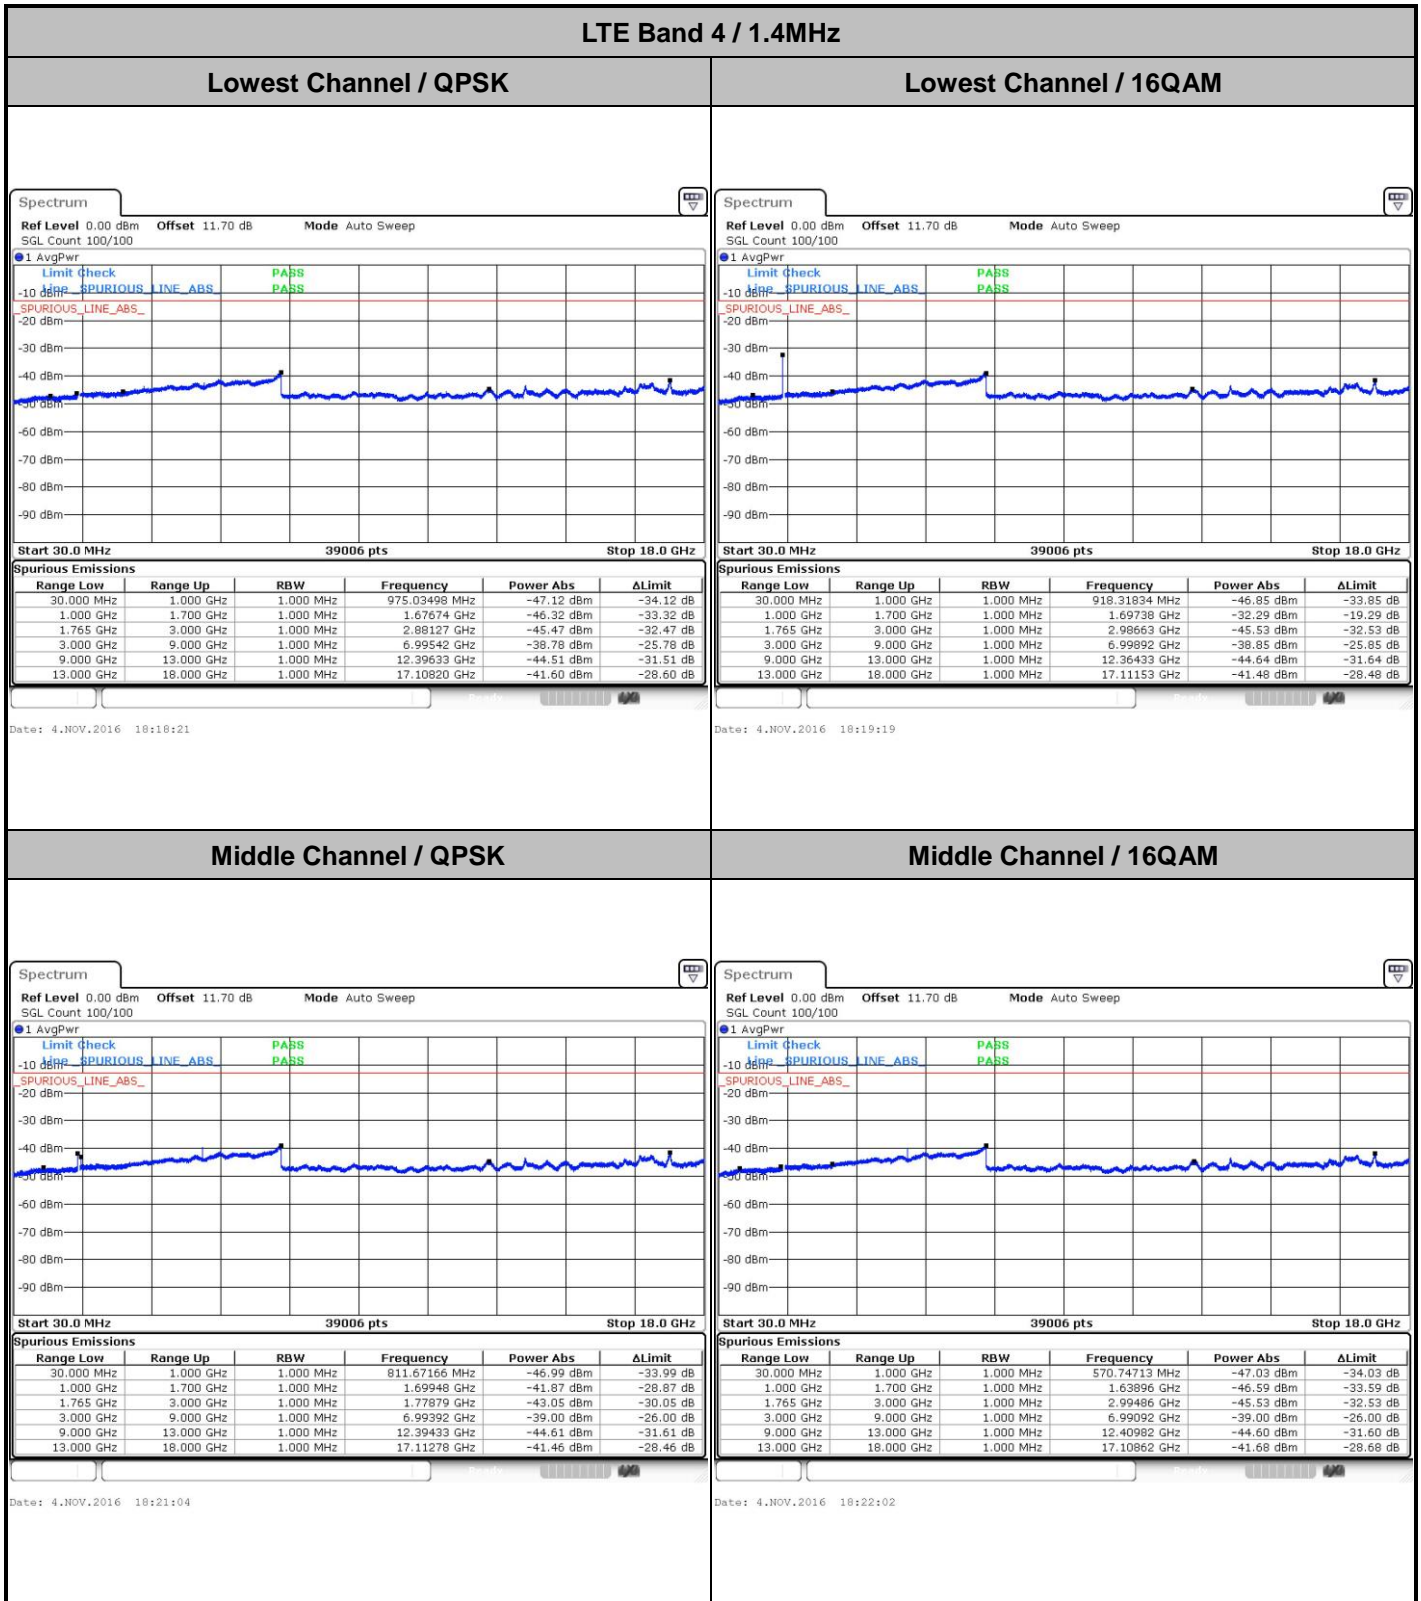 LTE Band 4 / 1.4MHz
Lowest Channel / QPSK
Lowest Channel / 16QAM
Spectrum
Ref Level 0.00 dBm Offset 11.70 dB Mode Auto Sweep
SGL Count 100/100
1 AvgPwr
Limit Check PASS
Line _SPURIOUS_LINE_ABS_ PASS
-10 dBm
_SPURIOUS_LINE_ABS_
-20 dBm
-30 dBm
-40 dBm
-50 dBm
-60 dBm
-70 dBm
-80 dBm
-90 dBm
Start 30.0 MHz 39006 pts Stop 18.0 GHz
Spurious Emissions
Range Low Range Up RBW Frequency Power Abs ΔLimit
30.000 MHz 1.000 GHz 1.000 MHz 975.03498 MHz -47.12 dBm -34.12 dB
1.000 GHz 1.700 GHz 1.000 MHz 1.67674 GHz -46.32 dBm -33.32 dB
1.765 GHz 3.000 GHz 1.000 MHz 2.88127 GHz -45.47 dBm -32.47 dB
3.000 GHz 9.000 GHz 1.000 MHz 6.99542 GHz -38.78 dBm -25.78 dB
9.000 GHz 13.000 GHz 1.000 MHz 12.39633 GHz -44.51 dBm -31.51 dB
13.000 GHz 18.000 GHz 1.000 MHz 17.10820 GHz -41.60 dBm -28.60 dB
Date: 4.NOV.2016 18:18:21
Spectrum
Ref Level 0.00 dBm Offset 11.70 dB Mode Auto Sweep
SGL Count 100/100
1 AvgPwr
Limit Check PASS
Line _SPURIOUS_LINE_ABS_ PASS
-10 dBm
_SPURIOUS_LINE_ABS_
-20 dBm
-30 dBm
-40 dBm
-50 dBm
-60 dBm
-70 dBm
-80 dBm
-90 dBm
Start 30.0 MHz 39006 pts Stop 18.0 GHz
Spurious Emissions
Range Low Range Up RBW Frequency Power Abs ΔLimit
30.000 MHz 1.000 GHz 1.000 MHz 918.31834 MHz -46.85 dBm -33.85 dB
1.000 GHz 1.700 GHz 1.000 MHz 1.69738 GHz -32.29 dBm -19.29 dB
1.765 GHz 3.000 GHz 1.000 MHz 2.98663 GHz -45.53 dBm -32.53 dB
3.000 GHz 9.000 GHz 1.000 MHz 6.99892 GHz -38.85 dBm -25.85 dB
9.000 GHz 13.000 GHz 1.000 MHz 12.36433 GHz -44.64 dBm -31.64 dB
13.000 GHz 18.000 GHz 1.000 MHz 17.11153 GHz -41.48 dBm -28.48 dB
Date: 4.NOV.2016 18:19:19
Middle Channel / QPSK
Middle Channel / 16QAM
Spectrum
Ref Level 0.00 dBm Offset 11.70 dB Mode Auto Sweep
SGL Count 100/100
1 AvgPwr
Limit Check PASS
Line _SPURIOUS_LINE_ABS_ PASS
-10 dBm
_SPURIOUS_LINE_ABS_
-20 dBm
-30 dBm
-40 dBm
-50 dBm
-60 dBm
-70 dBm
-80 dBm
-90 dBm
Start 30.0 MHz 39006 pts Stop 18.0 GHz
Spurious Emissions
Range Low Range Up RBW Frequency Power Abs ΔLimit
30.000 MHz 1.000 GHz 1.000 MHz 811.67166 MHz -46.99 dBm -33.99 dB
1.000 GHz 1.700 GHz 1.000 MHz 1.69948 GHz -41.87 dBm -28.87 dB
1.765 GHz 3.000 GHz 1.000 MHz 1.77879 GHz -43.05 dBm -30.05 dB
3.000 GHz 9.000 GHz 1.000 MHz 6.99392 GHz -39.00 dBm -26.00 dB
9.000 GHz 13.000 GHz 1.000 MHz 12.39433 GHz -44.61 dBm -31.61 dB
13.000 GHz 18.000 GHz 1.000 MHz 17.11278 GHz -41.46 dBm -28.46 dB
Date: 4.NOV.2016 18:21:04
Spectrum
Ref Level 0.00 dBm Offset 11.70 dB Mode Auto Sweep
SGL Count 100/100
1 AvgPwr
Limit Check PASS
Line _SPURIOUS_LINE_ABS_ PASS
-10 dBm
_SPURIOUS_LINE_ABS_
-20 dBm
-30 dBm
-40 dBm
-50 dBm
-60 dBm
-70 dBm
-80 dBm
-90 dBm
Start 30.0 MHz 39006 pts Stop 18.0 GHz
Spurious Emissions
Range Low Range Up RBW Frequency Power Abs ΔLimit
30.000 MHz 1.000 GHz 1.000 MHz 570.74713 MHz -47.03 dBm -34.03 dB
1.000 GHz 1.700 GHz 1.000 MHz 1.63896 GHz -46.59 dBm -33.59 dB
1.765 GHz 3.000 GHz 1.000 MHz 2.99486 GHz -45.53 dBm -32.53 dB
3.000 GHz 9.000 GHz 1.000 MHz 6.99092 GHz -39.00 dBm -26.00 dB
9.000 GHz 13.000 GHz 1.000 MHz 12.40982 GHz -44.60 dBm -31.60 dB
13.000 GHz 18.000 GHz 1.000 MHz 17.10862 GHz -41.68 dBm -28.68 dB
Date: 4.NOV.2016 18:22:02